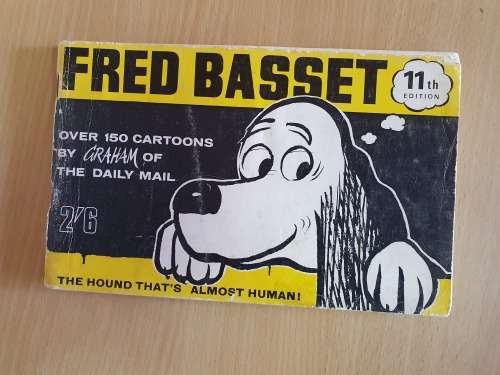 FRED BASSET
11th
EDITION
OVER 150 CARTOONS
BY GRAHAM OF
THE DAILY MAIL
2'6
THE HOUND THAT'S ALMOST HUMAN!